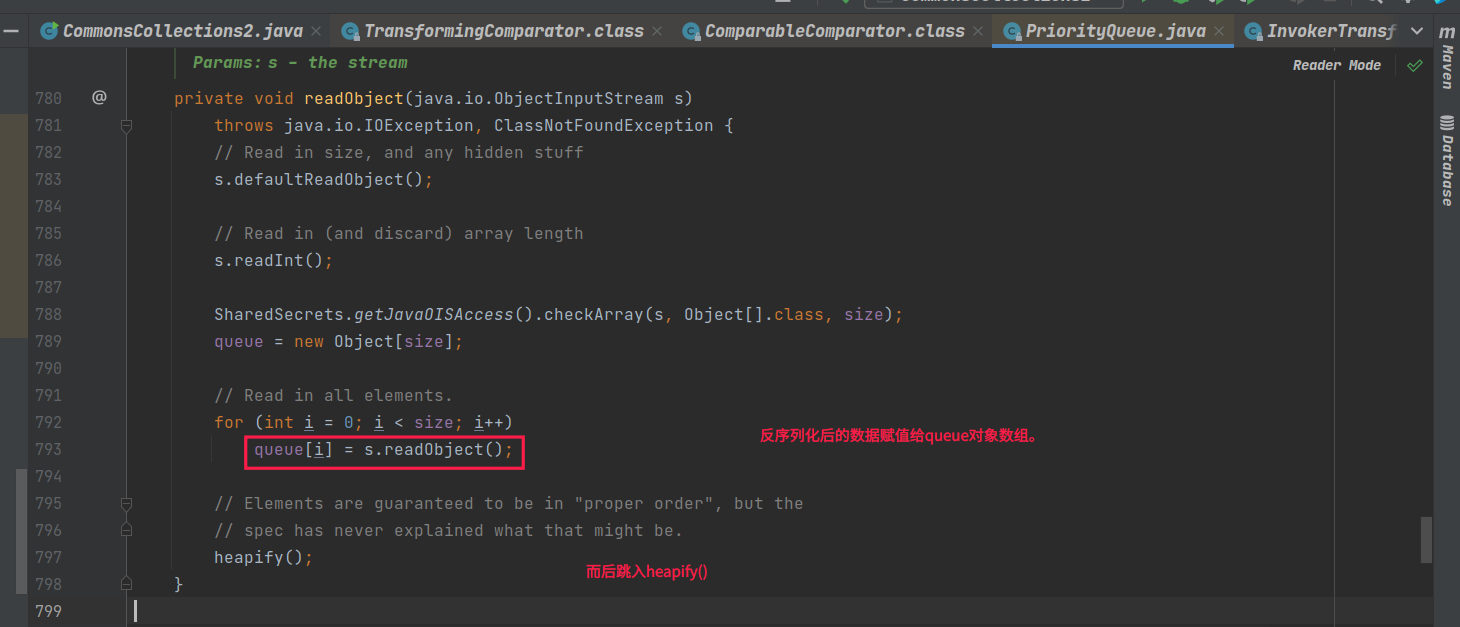 CommonsCollections2.java
TransformingComparator.class
ComparableComparator.class
PriorityQueue.java
InvokerTransf
m
Maven
Database
Params: s – the stream
Reader Mode
780 @ private void readObject(java.io.ObjectInputStream s)
781 throws java.io.IOException, ClassNotFoundException {
782 // Read in size, and any hidden stuff
783 s.defaultReadObject();
784
785 // Read in (and discard) array length
786 s.readInt();
787
788 SharedSecrets.getJavaOISAccess().checkArray(s, Object[].class, size);
789 queue = new Object[size];
790
791 // Read in all elements.
792 for (int i = 0; i < size; i++)
反序列化后的数据赋值给queue对象数组。
793 queue[i] = s.readObject();
794
795 // Elements are guaranteed to be in "proper order", but the
796 // spec has never explained what that might be.
797 heapify();
而后跳入heapify()
798 }
799